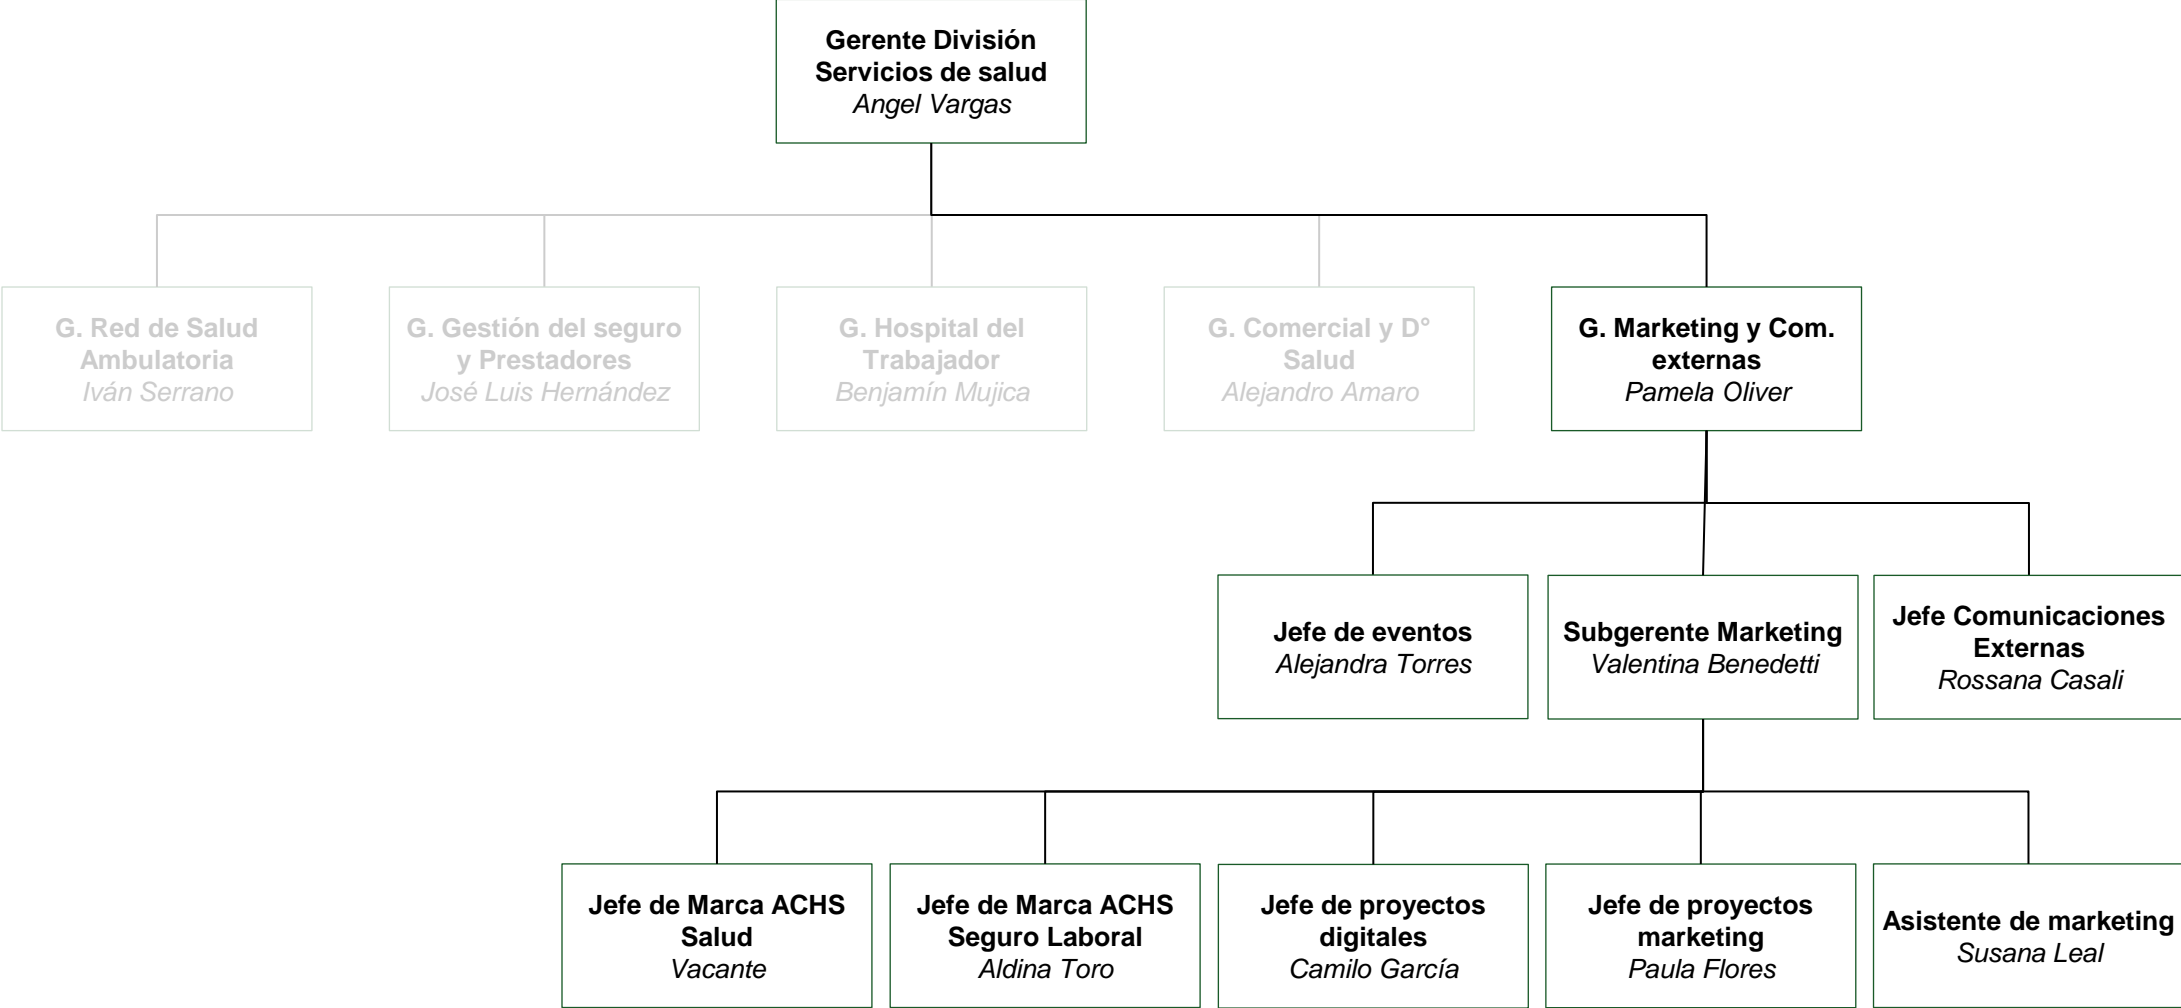 Gerente División
Servicios de salud
Angel Vargas
G. Red de Salud
Ambulatoria
Iván Serrano
G. Gestión del seguro
y Prestadores
José Luis Hernández
G. Hospital del
Trabajador
Benjamín Mujica
G. Comercial y D°
Salud
Alejandro Amaro
G. Marketing y Com.
externas
Pamela Oliver
Jefe de eventos
Alejandra Torres
Subgerente Marketing
Valentina Benedetti
Jefe Comunicaciones
Externas
Rossana Casali
Jefe de Marca ACHS
Salud
Vacante
Jefe de Marca ACHS
Seguro Laboral
Aldina Toro
Jefe de proyectos
digitales
Camilo García
Jefe de proyectos
marketing
Paula Flores
Asistente de marketing
Susana Leal